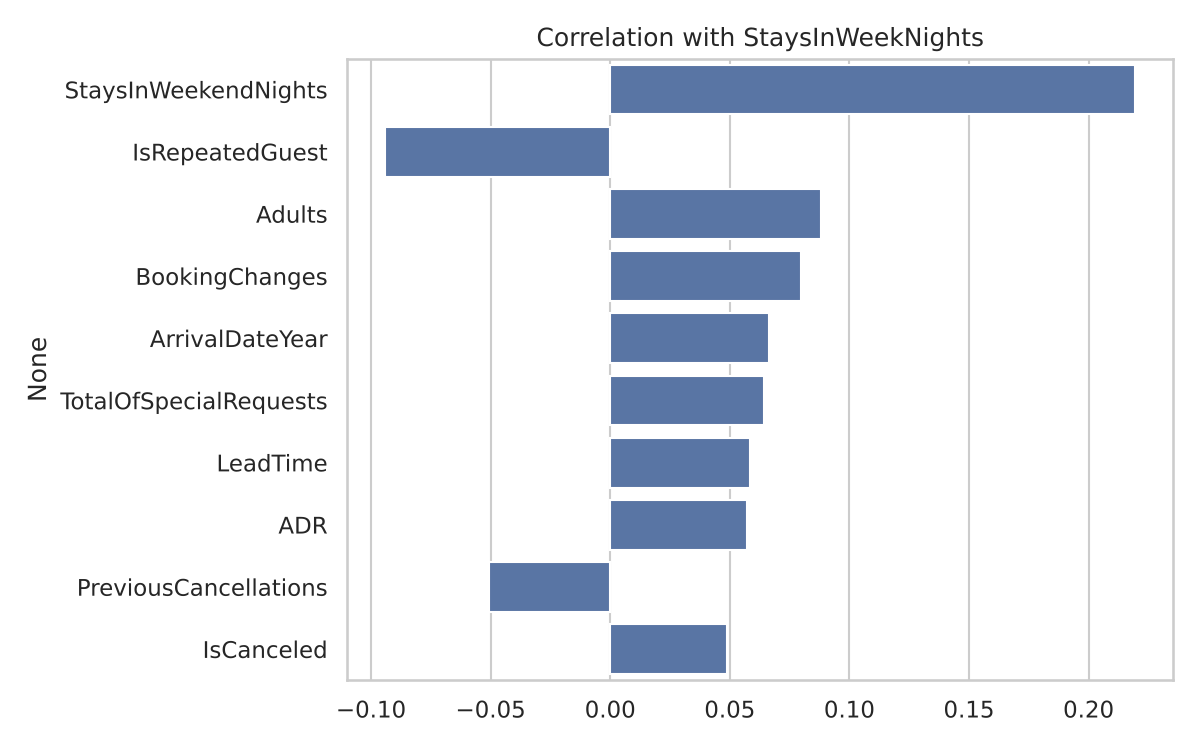 Correlation with StaysInWeekNights
StaysInWeekendNights
IsRepeatedGuest
Adults
BookingChanges
ArrivalDateYear
None
TotalOfSpecialRequests
LeadTime
ADR
PreviousCancellations
IsCanceled
−0.10 −0.05 0.00 0.05 0.10 0.15 0.20